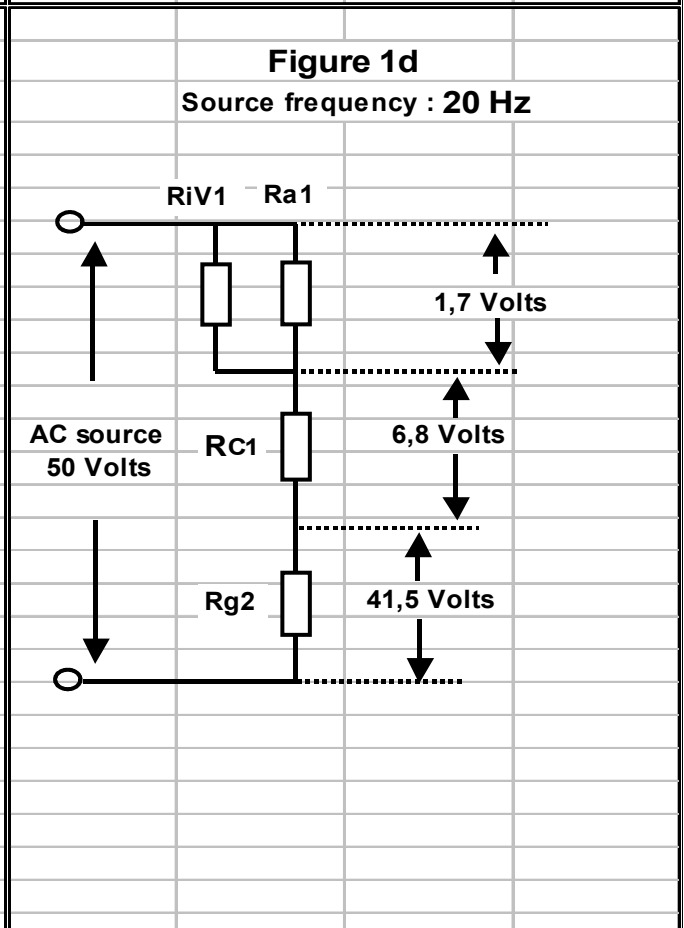 Figure 1d
Source frequency : 20 Hz
RiV1 Ra1
1,7 Volts
AC source
50 Volts
RC1
6,8 Volts
Rg2
41,5 Volts